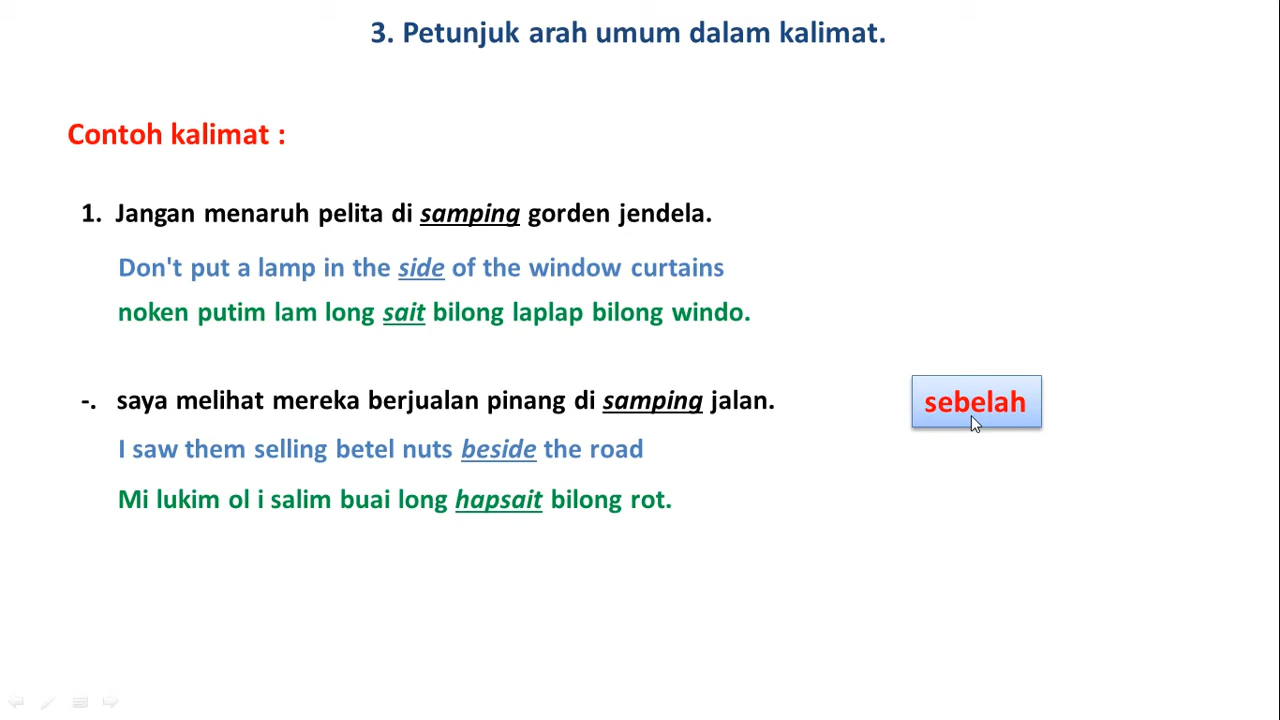 3. Petunjuk arah umum dalam kalimat.
Contoh kalimat :
1. Jangan menaruh pelita di samping gorden jendela.
Don't put a lamp in the side of the window curtains
noken putim lam long sait bilong laplap bilong windo.
-. saya melihat mereka berjualan pinang di samping jalan.
sebelah
I saw them selling betel nuts beside the road
Mi lukim ol i salim buai long hapsait bilong rot.